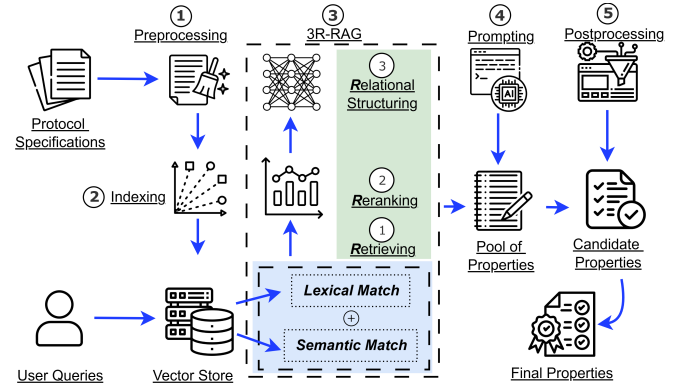 1
Preprocessing
3
3R-RAG
4
Prompting
5
Postprocessing
Protocol
Specifications
3
Relational
Structuring
AI
2 Indexing
2
Reranking
1
Retrieving
Pool of
Properties
Candidate
Properties
Lexical Match
+
Semantic Match
User Queries
Vector Store
Final Properties